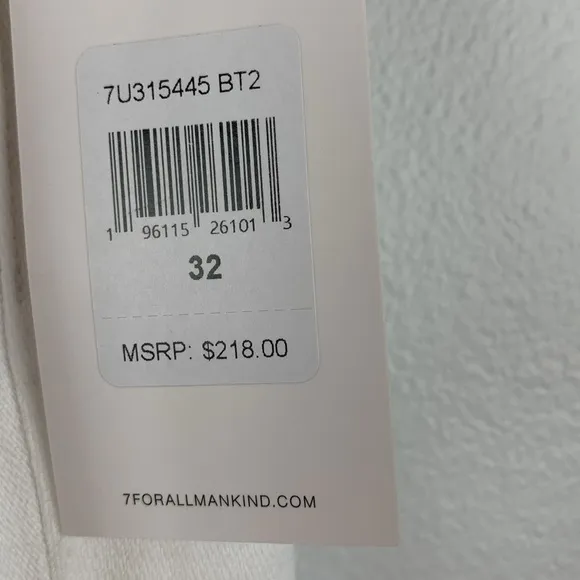 7U315445 BT2
1 96115 26101 3
32
MSRP: $218.00
7FORALLMANKIND.COM